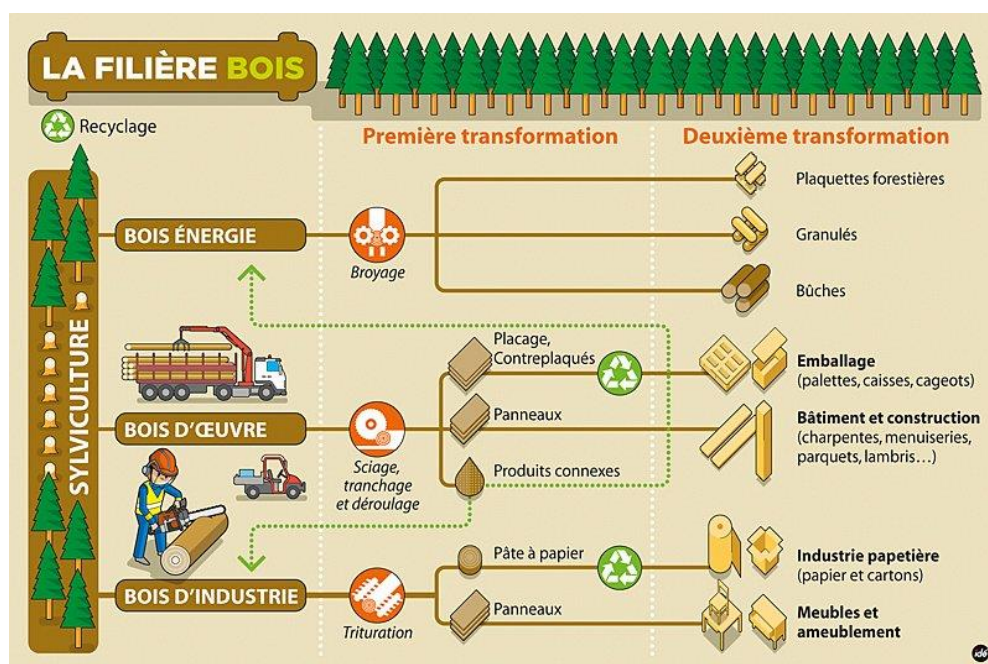 LA FILIÈRE BOIS
Recyclage
Première transformation
Deuxième transformation
SYLVICULTURE
BOIS ÉNERGIE
Broyage
Plaquettes forestières
Granulés
Bûches
BOIS D'ŒUVRE
Sciage,
tranchage
et déroulage
Placage,
Contreplaqués
Panneaux
Produits connexes
Emballage
(palettes, caisses, cageots)
Bâtiment et construction
(charpentes, menuiseries,
parquets, lambris...)
BOIS D'INDUSTRIE
Trituration
Pâte à papier
Panneaux
Industrie papetière
(papier et cartons)
Meubles et
ameublement
idé